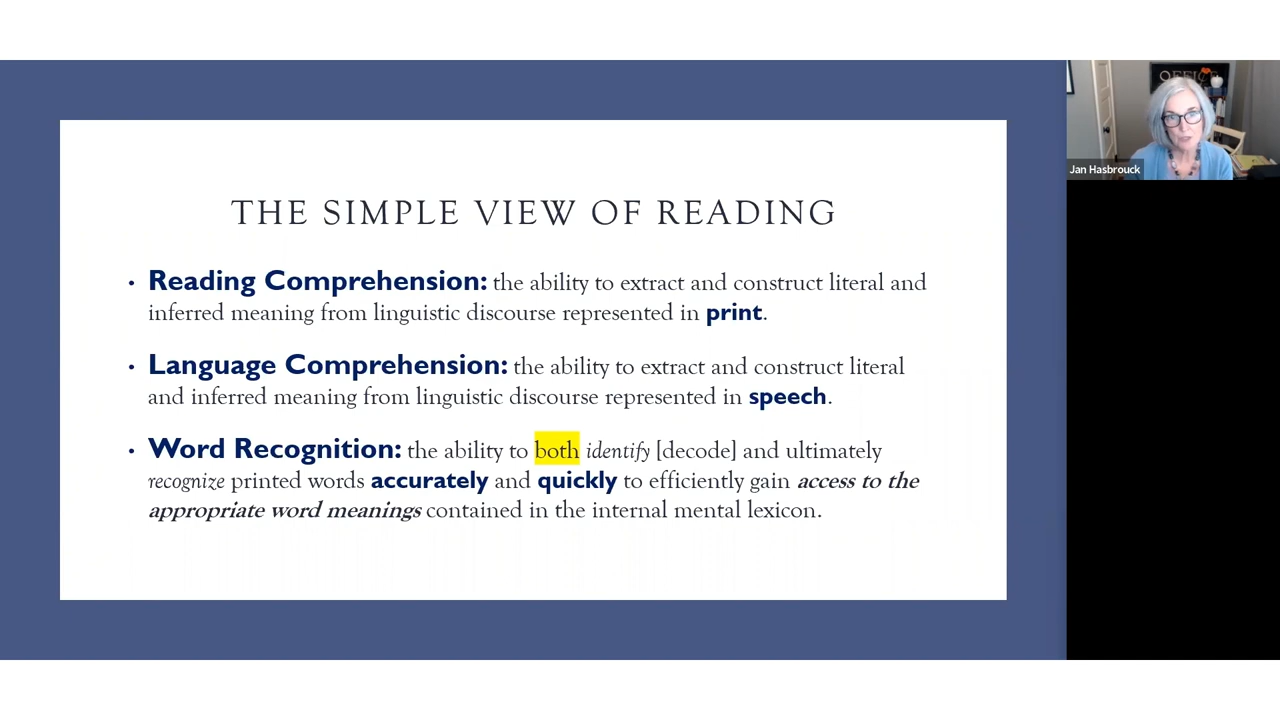 THE SIMPLE VIEW OF READING
• Reading Comprehension: the ability to extract and construct literal and
inferred meaning from linguistic discourse represented in print.
• Language Comprehension: the ability to extract and construct literal
and inferred meaning from linguistic discourse represented in speech.
• Word Recognition: the ability to both identify [decode] and ultimately
recognize printed words accurately and quickly to efficiently gain access to the
appropriate word meanings contained in the internal mental lexicon.
OFFICE
Jan Hasbrouck